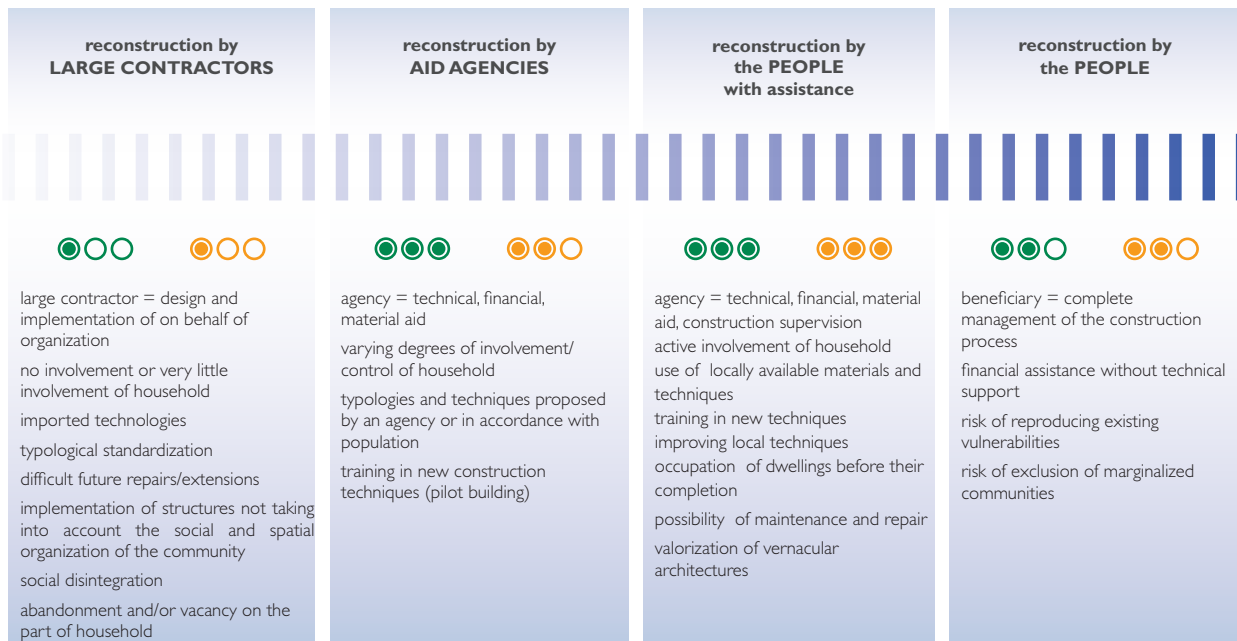 reconstruction by
LARGE CONTRACTORS
large contractor = design and
implementation of on behalf of
organization
no involvement or very little
involvement of household
imported technologies
typological standardization
difficult future repairs/extensions
implementation of structures not taking
into account the social and spatial
organization of the community
social disintegration
abandonment and/or vacancy on the
part of household
reconstruction by
AID AGENCIES
agency = technical, financial,
material aid
varying degrees of involvement/
control of household
typologies and techniques proposed
by an agency or in accordance with
population
training in new construction
techniques (pilot building)
reconstruction by
the PEOPLE
with assistance
agency = technical, financial, material
aid, construction supervision
active involvement of household
use of locally available materials and
techniques
training in new techniques
improving local techniques
occupation of dwellings before their
completion
possibility of maintenance and repair
valorization of vernacular
architectures
reconstruction by
the PEOPLE
beneficiary = complete
management of the construction
process
financial assistance without technical
support
risk of reproducing existing
vulnerabilities
risk of exclusion of marginalized
communities